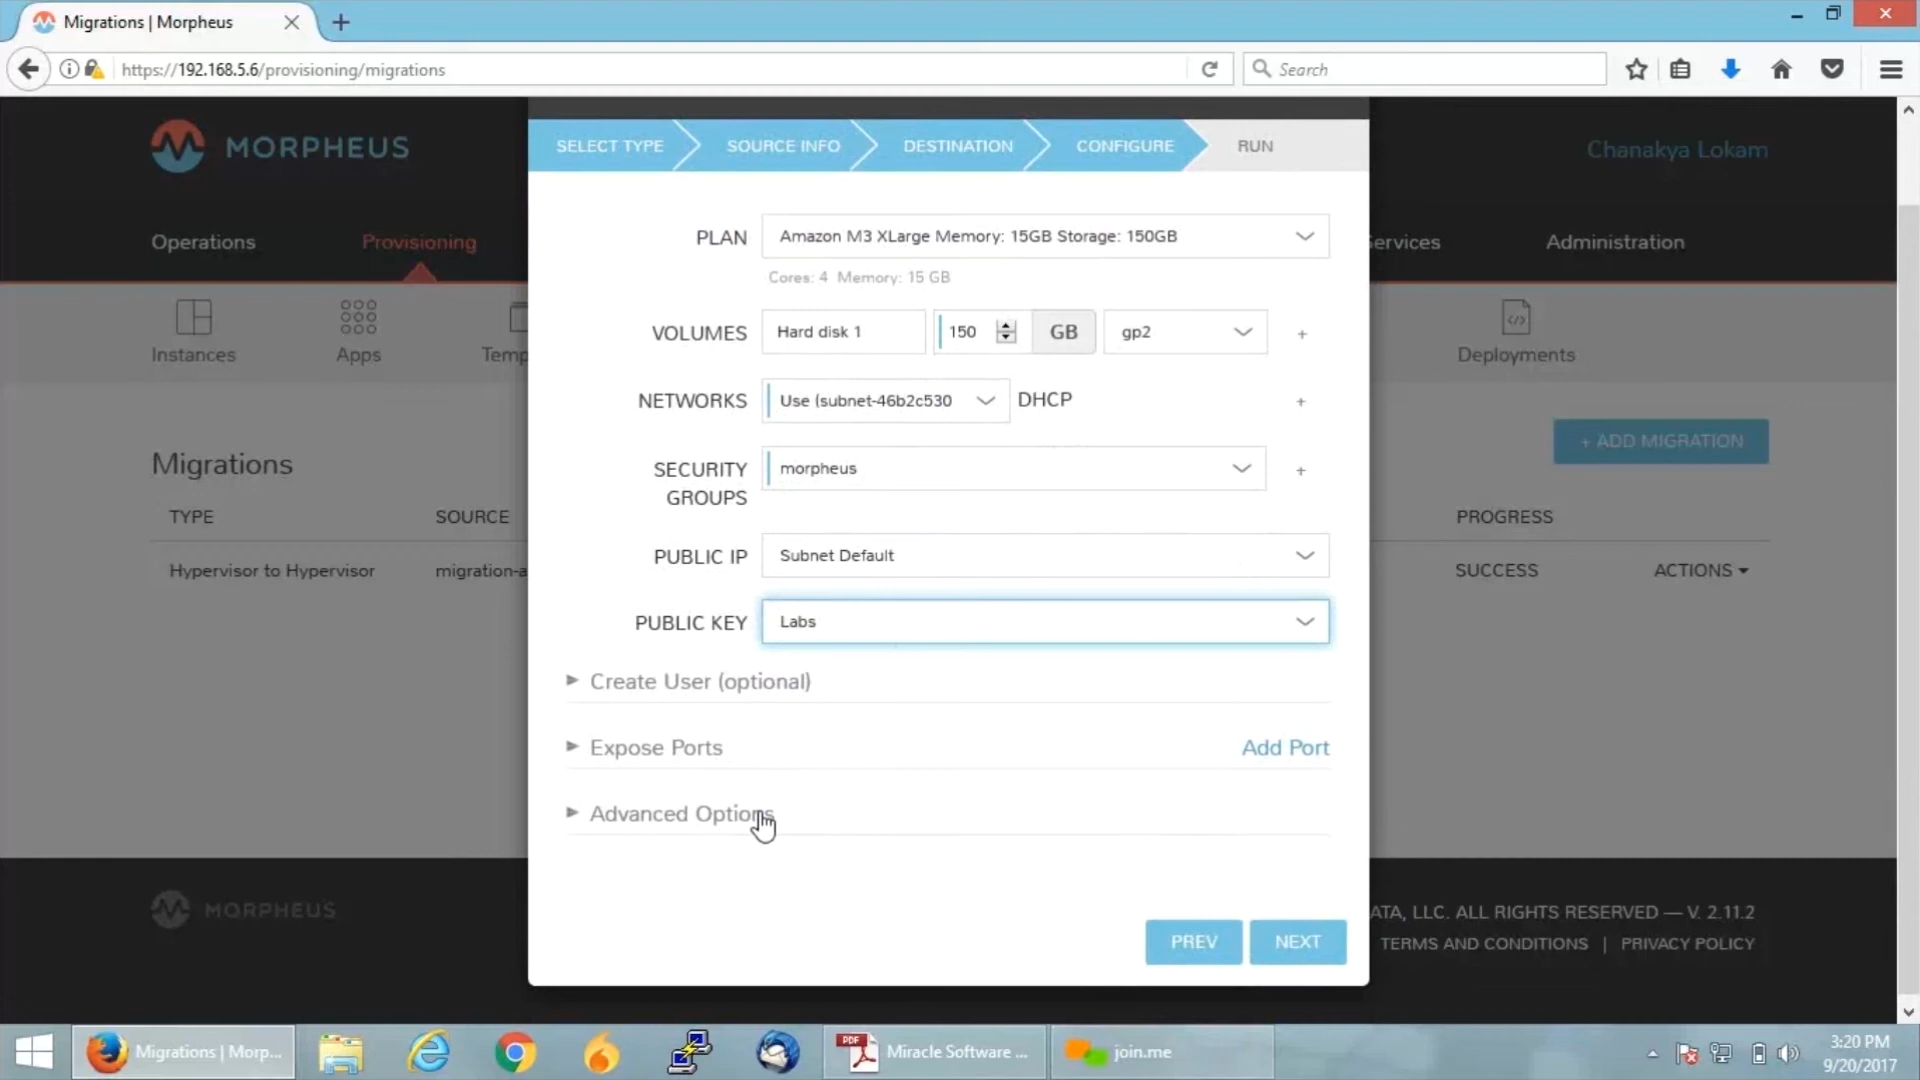 Migrations | Morpheus
https://192.168.5.6/provisioning/migrations
Search
MORPHEUS
Chanakya Lokam
SELECT TYPE
SOURCE INFO
DESTINATION
CONFIGURE
RUN
Operations
Provisioning
ervices
Administration
Instances
Apps
Temp
Deployments
PLAN
Amazon M3 XLarge Memory: 15GB Storage: 150GB
Cores: 4 Memory: 15 GB
VOLUMES
Hard disk 1
150
GB
gp2
+
NETWORKS
Use (subnet-46b2c530
DHCP
+
SECURITY
GROUPS
morpheus
+
PUBLIC IP
Subnet Default
PUBLIC KEY
Labs
Create User (optional)
Expose Ports
Add Port
Advanced Options
PREV
NEXT
Migrations
+ ADD MIGRATION
TYPE
SOURCE
PROGRESS
Hypervisor to Hypervisor
migration-a
SUCCESS
ACTIONS
MORPHEUS
ATA, LLC. ALL RIGHTS RESERVED — V. 2.11.2
TERMS AND CONDITIONS | PRIVACY POLICY
Migrations | Morp...
PDF
Miracle Software ...
join.me
3:20 PM
9/20/2017